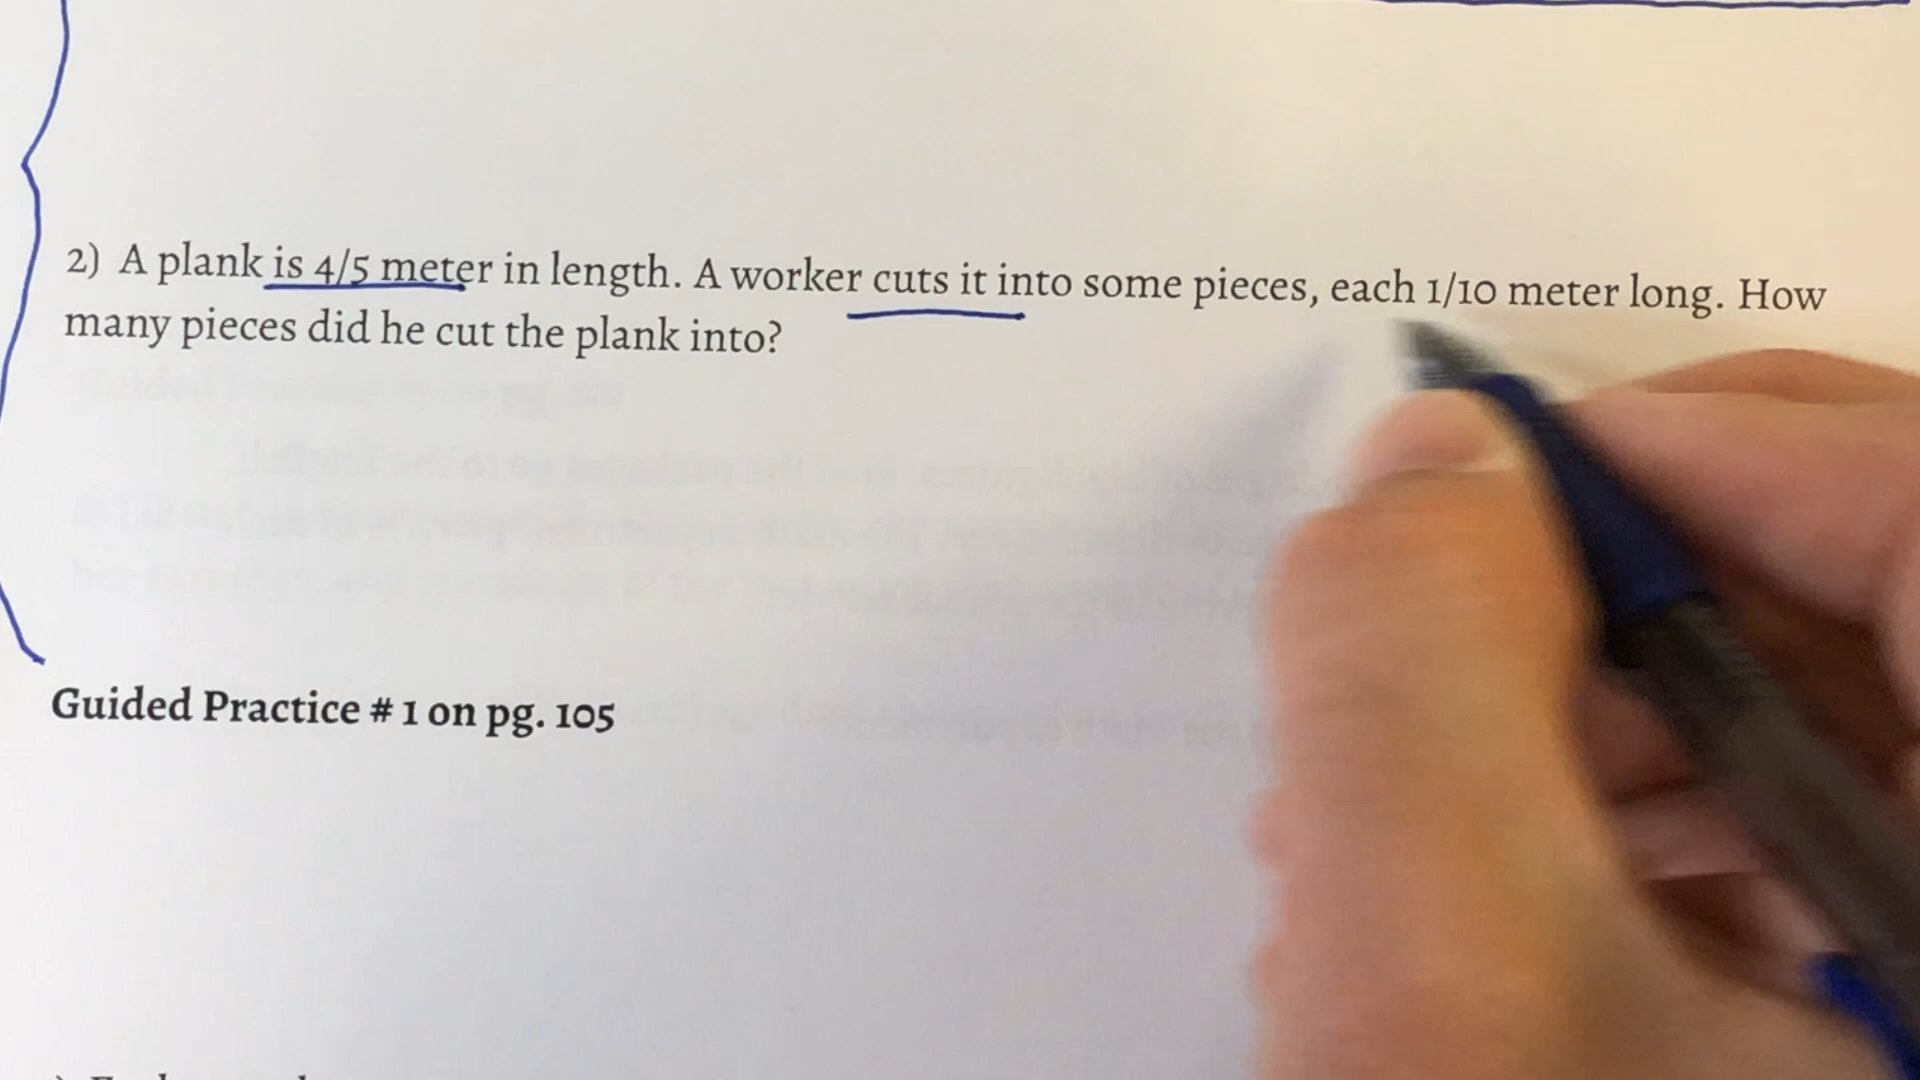 2) A plank is 4/5 meter in length. A worker cuts it into some pieces, each 1/10 meter long. How
many pieces did he cut the plank into?
Guided Practice # 1 on pg. 105